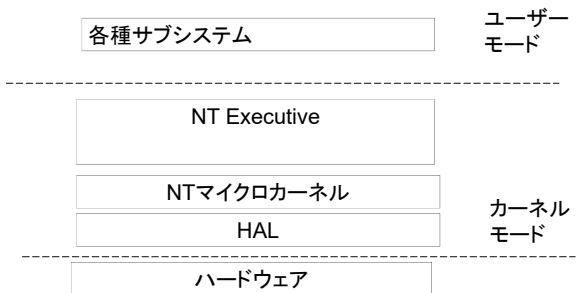 各種サブシステム
ユーザー
モード
NT Executive
NTマイクロカーネル
HAL
カーネル
モード
ハードウェア